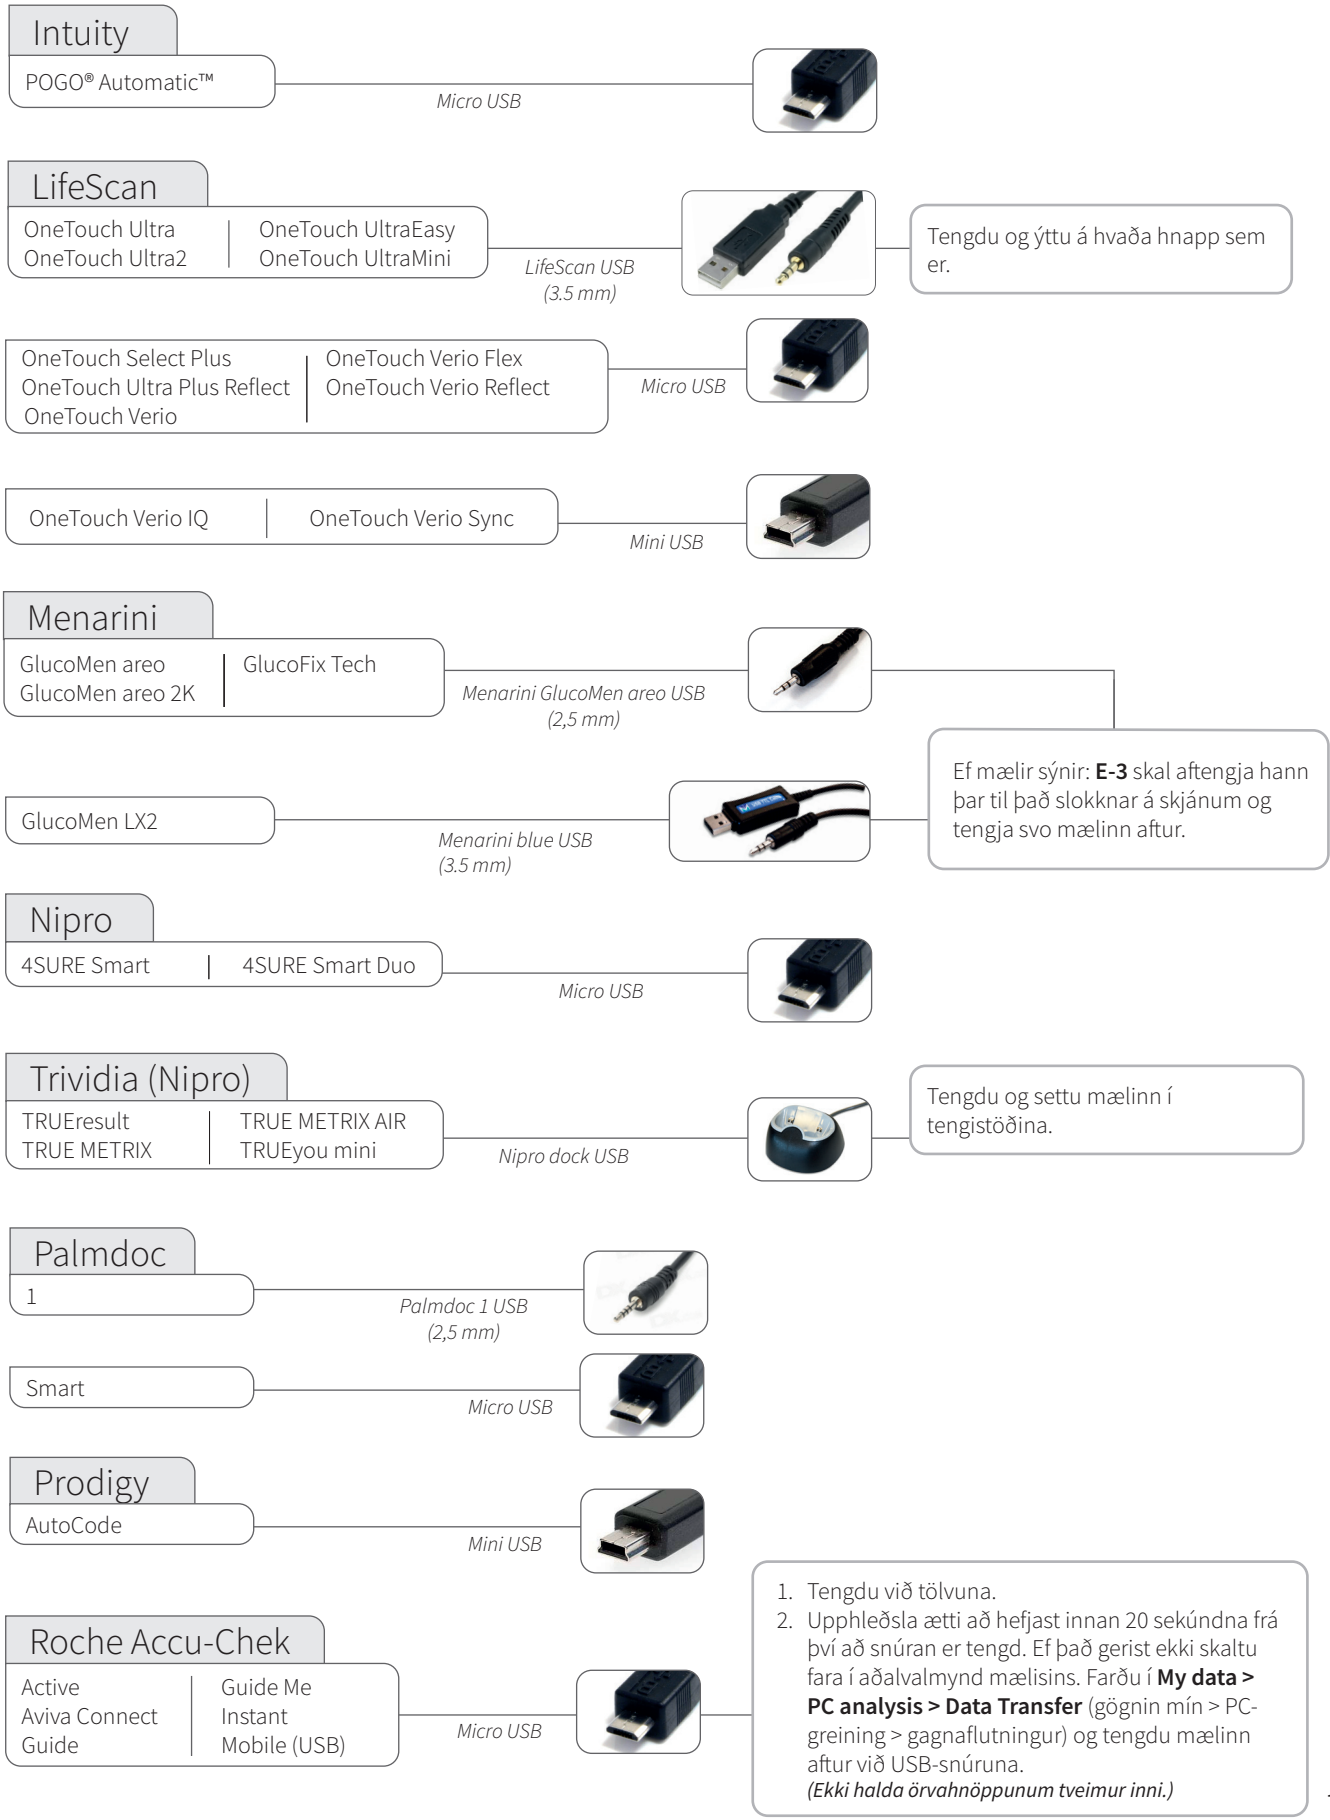 Intuity
POGO® Automatic™
Micro USB
LifeScan
OneTouch Ultra
OneTouch Ultra2
OneTouch UltraEasy
OneTouch UltraMini
LifeScan USB
(3.5 mm)
Tengdu og ýttu á hvaða hnapp sem
er.
OneTouch Select Plus
OneTouch Ultra Plus Reflect
OneTouch Verio
OneTouch Verio Flex
OneTouch Verio Reflect
Micro USB
OneTouch Verio IQ
OneTouch Verio Sync
Mini USB
Menarini
GlucoMen areo
GlucoMen areo 2K
GlucoFix Tech
Menarini GlucoMen areo USB
(2,5 mm)
Ef mælir sýnir: E-3 skal aftengja hann
þar til það slokknar á skjánum og
tengja svo mælinn aftur.
GlucoMen LX2
Menarini blue USB
(3.5 mm)
Nipro
4SURE Smart
4SURE Smart Duo
Micro USB
Trividia (Nipro)
TRUEresult
TRUE METRIX
TRUE METRIX AIR
TRUEyou mini
Nipro dock USB
Tengdu og settu mælinn í
tengistöðina.
Palmdoc
1
Palmdoc 1 USB
(2,5 mm)
Smart
Micro USB
Prodigy
AutoCode
Mini USB
Roche Accu-Chek
Active
Aviva Connect
Guide
Guide Me
Instant
Mobile (USB)
Micro USB
1. Tengdu við tölvuna.
2. Upphleðsla ætti að hefjast innan 20 sekúndna frá
því að snúran er tengd. Ef það gerist ekki skaltu
fara í aðalvalmynd mælisins. Farðu í My data >
PC analysis > Data Transfer (gögnin mín > PC-
greining > gagnaflutningur) og tengdu mælinn
aftur við USB-snúruna.
(Ekki halda örvahnöppunum tveimur inni.)